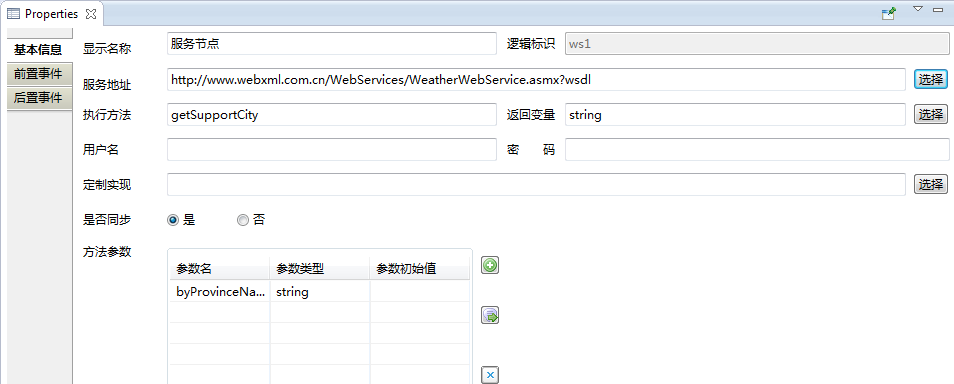 Properties
基本信息
前置事件
后置事件
显示名称 服务节点 逻辑标识 ws1
服务地址 http://www.webxml.com.cn/WebServices/WeatherWebService.asmx?wsdl 选择
执行方法 getSupportCity 返回变量 string 选择
用户名 密 码
定制实现 选择
是否同步 是 否
方法参数
参数名 参数类型 参数初始值
byProvinceNa... string